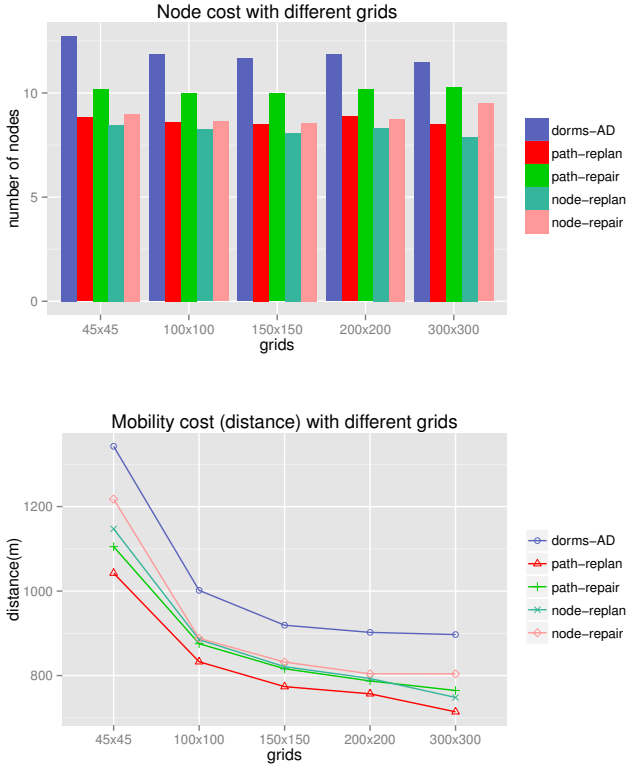 Node cost with different grids
number of nodes
10
5
0
45x45 100x100 150x150 200x200 300x300
grids
dorms−AD
path−replan
path−repair
node−replan
node−repair
Mobility cost (distance) with different grids
distance(m)
1200
1000
800
45x45 100x100 150x150 200x200 300x300
grids
dorms−AD
path−replan
path−repair
node−replan
node−repair